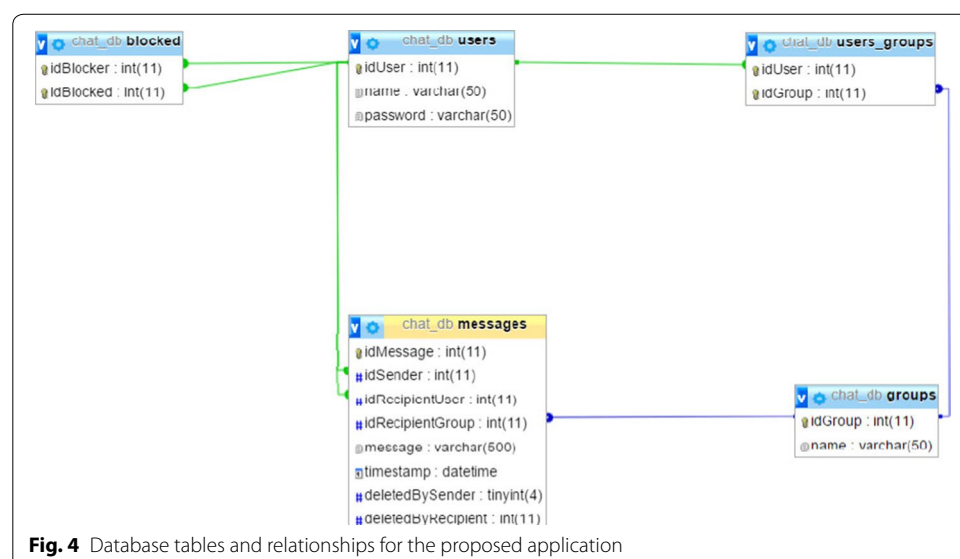 chat_db blocked
idBlocker : int(11)
idBlocked : int(11)
chat_db users
idUser : int(11)
name : varchar(50)
password : varchar(50)
chat_db users_groups
idUser : int(11)
idGroup : int(11)
chat_db messages
idMessage : int(11)
idSender : int(11)
idRecipientUser : int(11)
idRecipientGroup : int(11)
message : varchar(500)
timestamp : datetime
deletedBySender : tinyint(4)
deletedByRecipient : int(11)
chat_db groups
idGroup : int(11)
name : varchar(50)
Fig. 4 Database tables and relationships for the proposed application